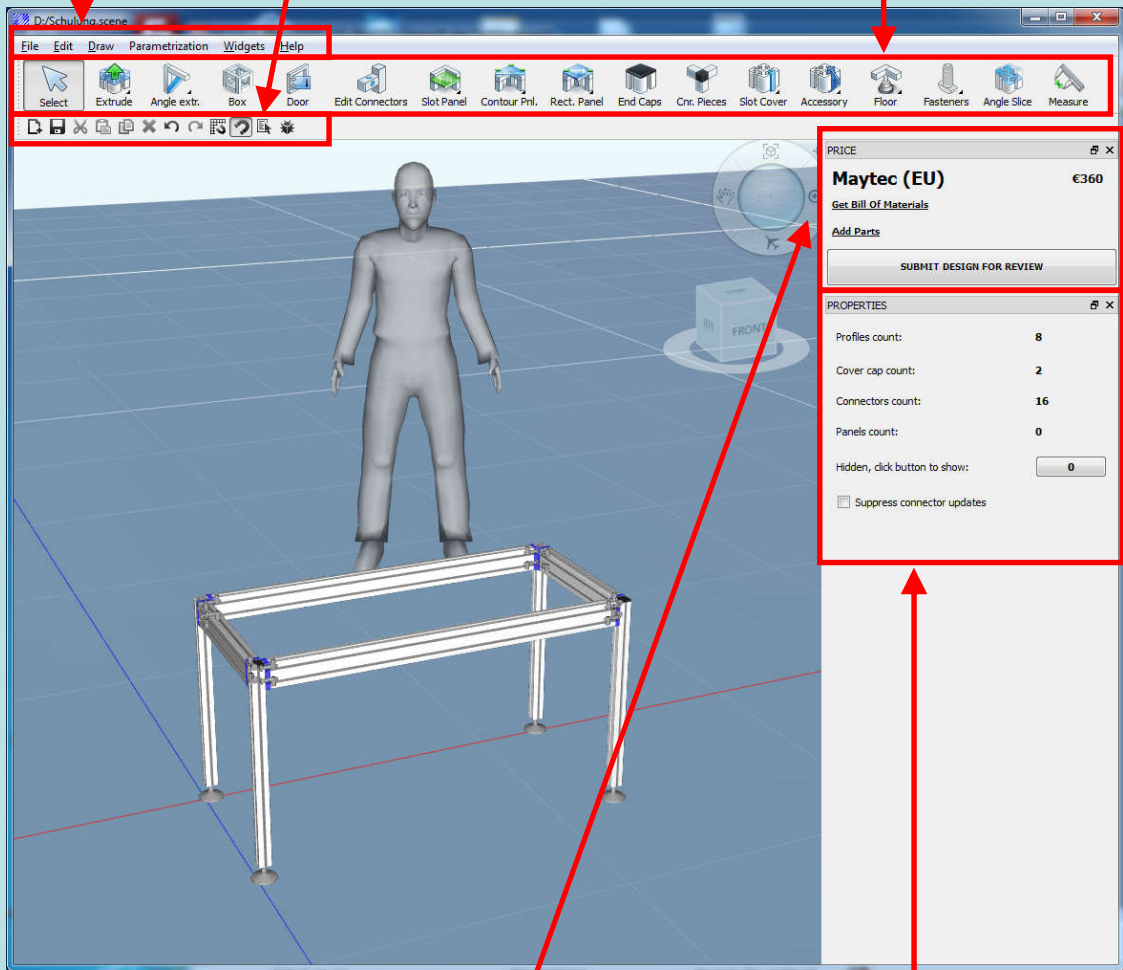 D:/Schulung.scene
File Edit Draw Parametrization Widgets Help
Select Extrude Angle extr. Box Door Edit Connectors Slot Panel Contour Pnl. Rect. Panel End Caps Cnr. Pieces Slot Cover Accessory Floor Fasteners Angle Slice Measure
PRICE
Maytec (EU) €360
Get Bill Of Materials
Add Parts
SUBMIT DESIGN FOR REVIEW
PROPERTIES
Profiles count: 8
Cover cap count: 2
Connectors count: 16
Panels count: 0
Hidden, click button to show: 0
Suppress connector updates
FRONT